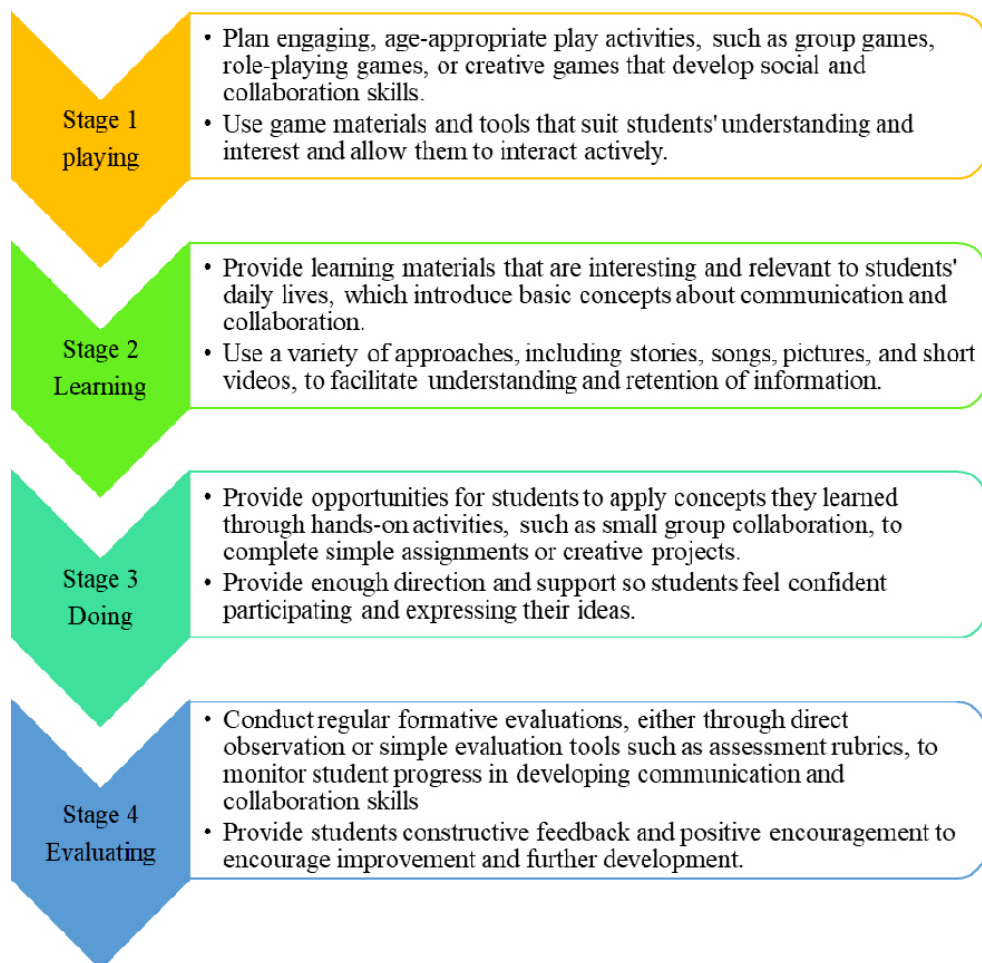 Stage 1
playing
• Plan engaging, age-appropriate play activities, such as group games,
role-playing games, or creative games that develop social and
collaboration skills.
• Use game materials and tools that suit students' understanding and
interest and allow them to interact actively.
Stage 2
Learning
• Provide learning materials that are interesting and relevant to students'
daily lives, which introduce basic concepts about communication and
collaboration.
• Use a variety of approaches, including stories, songs, pictures, and short
videos, to facilitate understanding and retention of information.
Stage 3
Doing
• Provide opportunities for students to apply concepts they learned
through hands-on activities, such as small group collaboration, to
complete simple assignments or creative projects.
• Provide enough direction and support so students feel confident
participating and expressing their ideas.
Stage 4
Evaluating
• Conduct regular formative evaluations, either through direct
observation or simple evaluation tools such as assessment rubrics, to
monitor student progress in developing communication and
collaboration skills
• Provide students constructive feedback and positive encouragement to
encourage improvement and further development.